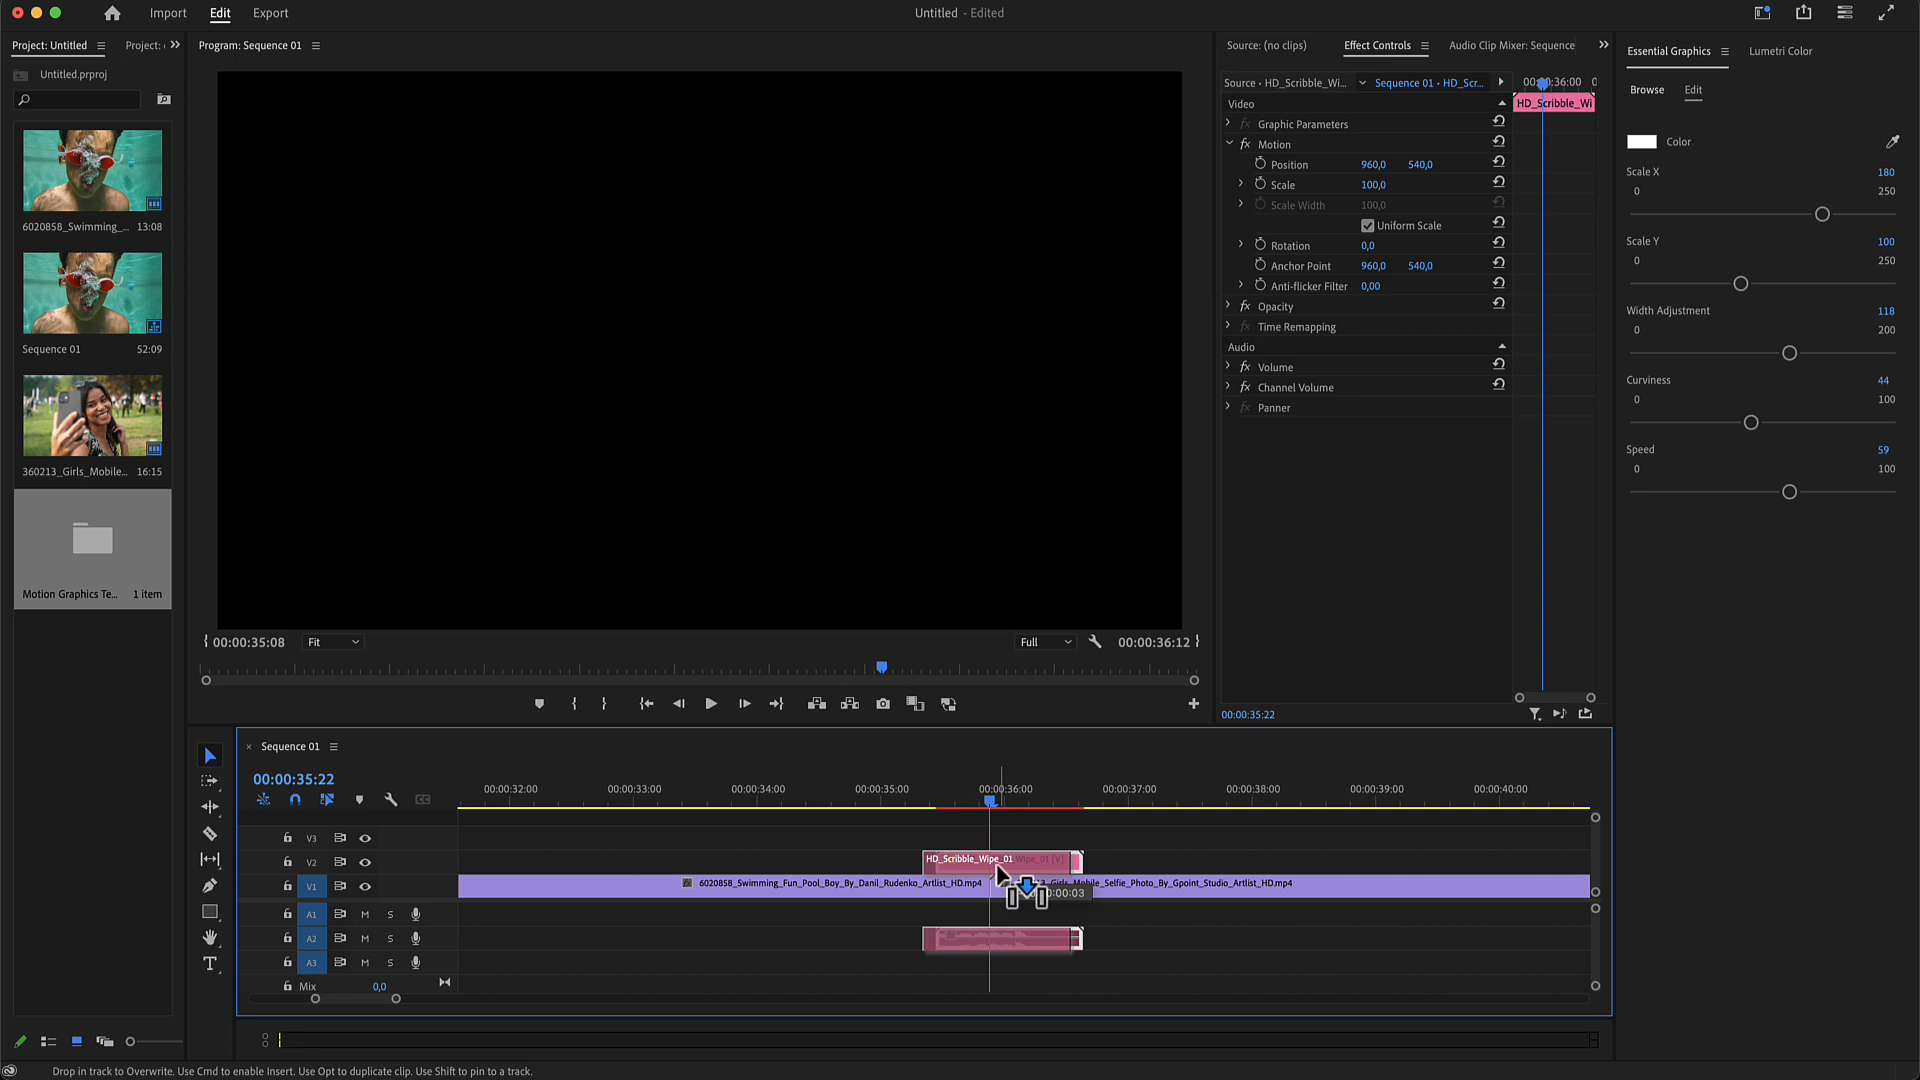 Import
Edit
Export
Untitled - Edited
Project: Untitled
Project:
Untitled.prproj
6020858_Swimming_... 13:08
Sequence 01 52:09
360213_Girls_Mobile... 16:15
Motion Graphics Te... 1 item
Program: Sequence 01
00:00:35:08
Fit
Full
00:00:36:12
Source: (no clips)
Effect Controls
Audio Clip Mixer: Sequence
Source • HD_Scribble_Wi...
Sequence 01 • HD_Scr...
HD_Scribble_Wi
Video
fx Graphic Parameters
fx Motion
Position 960,0 540,0
Scale 100,0
Scale Width 100,0
Uniform Scale
Rotation 0,0
Anchor Point 960,0 540,0
Anti-flicker Filter 0,00
fx Opacity
fx Time Remapping
Audio
fx Volume
fx Channel Volume
fx Panner
00:00:35:22
Essential Graphics
Lumetri Color
Browse
Edit
Color
Scale X 180
0 250
Scale Y 100
0 250
Width Adjustment 118
0 200
Curviness 44
0 100
Speed 59
0 100
Sequence 01
00:00:35:22
00:00:32:00 00:00:33:00 00:00:34:00 00:00:35:00 00:00:36:00 00:00:37:00 00:00:38:00 00:00:39:00 00:00:40:00
V3
V2
HD_Scribble_Wipe_01 Wipe_01 [V]
V1
6020858_Swimming_Fun_Pool_Boy_By_Danil_Rudenko_Artlist_HD.mp4
Girls_Mobile_Selfie_Photo_By_Gpoint_Studio_Artlist_HD.mp4
A1 M S
A2 M S
A3 M S
Mix 0,0
T
Drop in track to Overwrite. Use Cmd to enable Insert. Use Opt to duplicate clip. Use Shift to pin to a track.